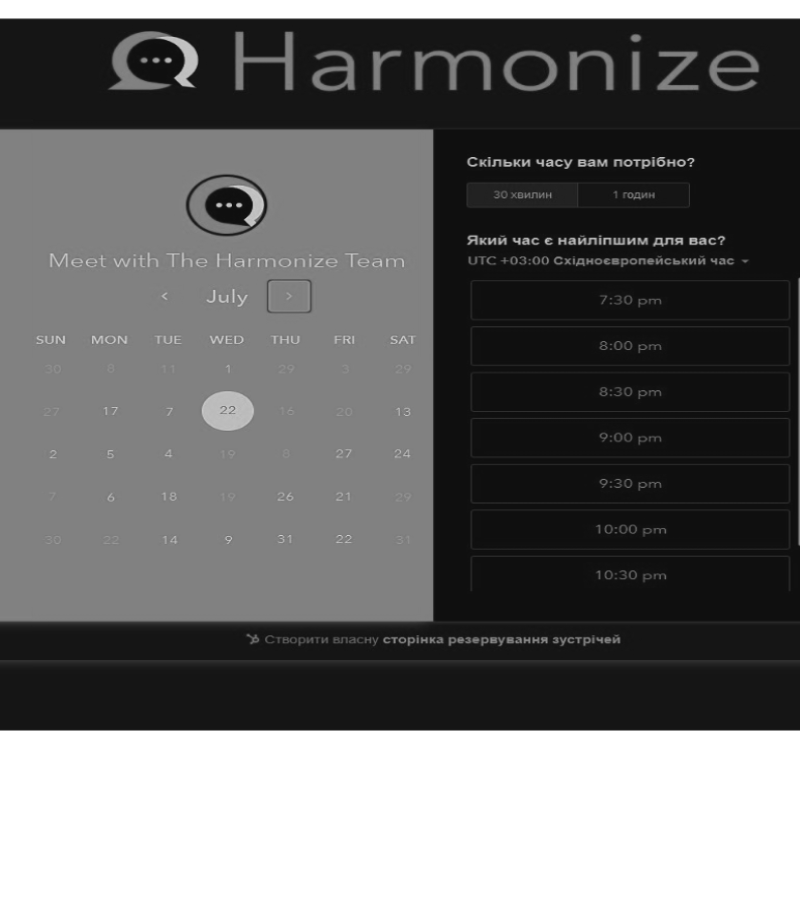 Harmonize
Meet with The Harmonize Team
July
SUN MON TUE WED THU FRI SAT
30 8 11 1 29 3 29
27 17 7 22 16 20 13
2 5 4 19 8 27 24
7 6 18 19 26 21 29
30 22 14 9 31 22 31
Скільки часу вам потрібно?
30 хвилин 1 годин
Який час є найліпшим для вас?
UTC +03:00 Східноєвропейський час
7:30 pm
8:00 pm
8:30 pm
9:00 pm
9:30 pm
10:00 pm
10:30 pm
Створити власну сторінка резервування зустрічей